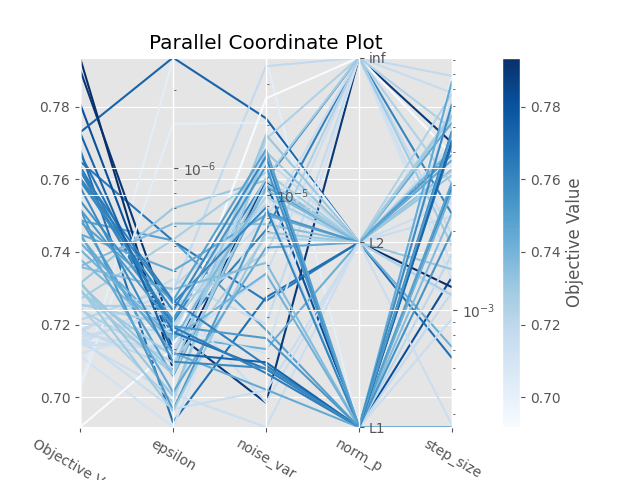 Parallel Coordinate Plot
inf
0.78
0.78
10⁻⁶
0.76
0.76
10⁻⁵
L2
0.74
0.74
Objective Value
10⁻³
0.72
0.72
0.70
0.70
L1
Objective V
epsilon
noise_var
norm_p
step_size